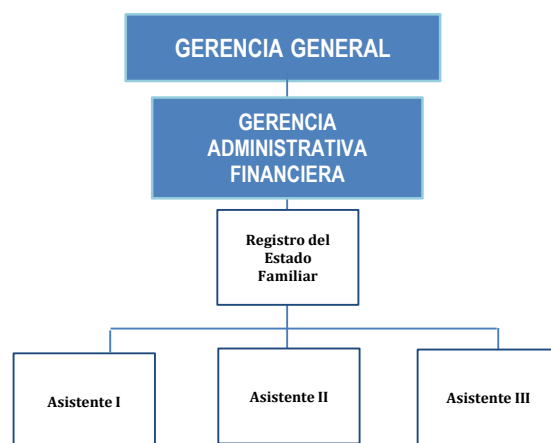 GERENCIA GENERAL
GERENCIA
ADMINISTRATIVA
FINANCIERA
Registro del
Estado
Familiar
Asistente I
Asistente II
Asistente III